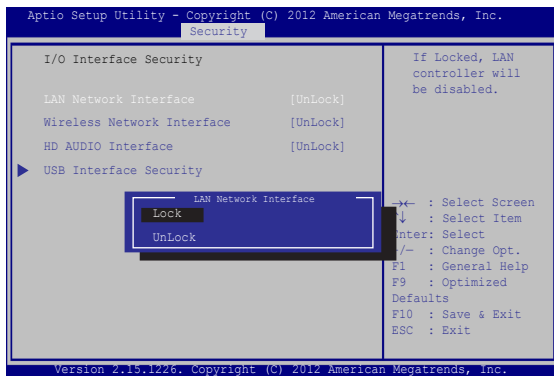 Aptio Setup Utility - Copyright (C) 2012 American Megatrends, Inc.
Security
I/O Interface Security
LAN Network Interface [UnLock]
Wireless Network Interface [UnLock]
HD AUDIO Interface [UnLock]
USB Interface Security
If Locked, LAN
controller will
be disabled.
LAN Network Interface
Lock
UnLock
→← : Select Screen
↑↓ : Select Item
Enter: Select
+/— : Change Opt.
F1 : General Help
F9 : Optimized
Defaults
F10 : Save & Exit
ESC : Exit
Version 2.15.1226. Copyright (C) 2012 American Megatrends, Inc.